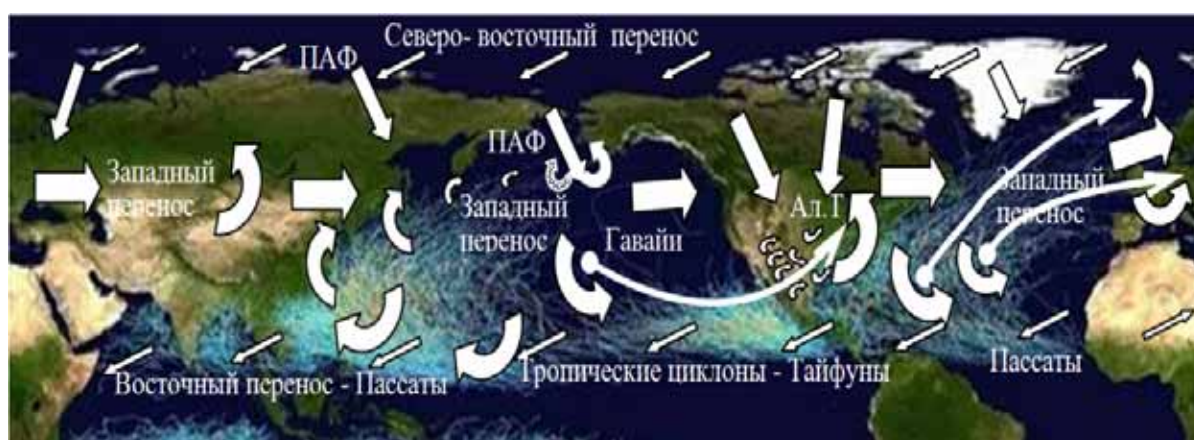 Северо- восточный перенос
ПАФ
ПАФ
Западный
перенос
Западный
перенос
Гавайи
Ал.Т
Западный
перенос
Восточный перенос - Пассаты
Тропические циклоны - Тайфуны
Пассаты